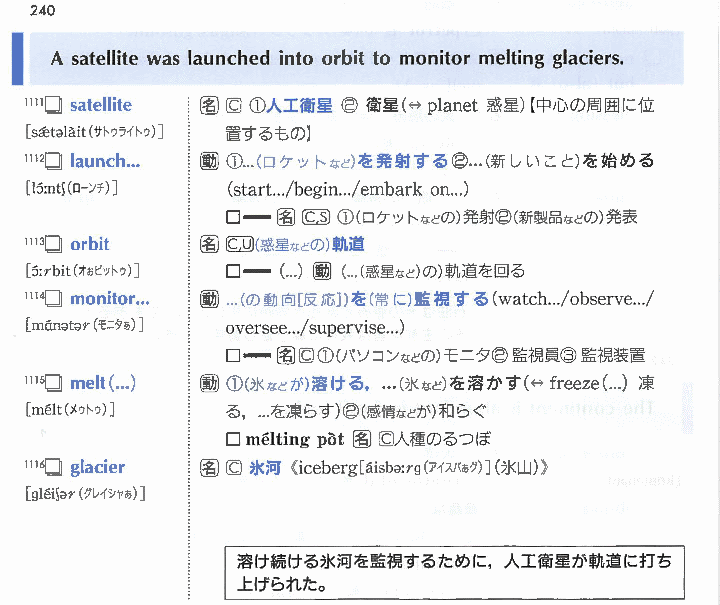 240
A satellite was launched into orbit to monitor melting glaciers.
1111□ satellite 名 C ①人工衛星 ② 衛星(⇔ planet 惑星)【中心の周囲に位
[sǽtəlàit(サトゥライトゥ)] 置するもの】
1112□ launch... 動 ①...(ロケットなど)を発射する②...(新しいこと)を始める
[lɔ́ːntʃ(ローンチ)] (start.../begin.../embark on...)
□━ 名 C,S ①(ロケットなどの)発射②(新製品などの)発表
1113□ orbit 名 C,U(惑星などの)軌道
[ɔ́ːrbit(オぉビットゥ)] □━ (...) 動 (...(惑星など)の)軌道を回る
1114□ monitor... 動 ...(の動向[反応])を(常に)監視する(watch.../observe.../
[mɑ́nətər(モニタぁ)] oversee.../supervise...)
□━ 名 C①(パソコンなどの)モニタ② 監視員③ 監視装置
1115□ melt(...) 動 ①(氷などが)溶ける，...(氷など)を溶かす(⇔ freeze(...) 凍
[mélt(メゥトゥ)] る，...を凍らす)②(感情などが)和らぐ
□ mélting pòt 名 C人種のるつぼ
1116□ glacier 名 C 氷河《iceberg[áisbəːrg(アイスバぁグ)](氷山)》
[gléiʃər(グレイシャぁ)]
溶け続ける氷河を監視するために，人工衛星が軌道に打ち
上げられた。